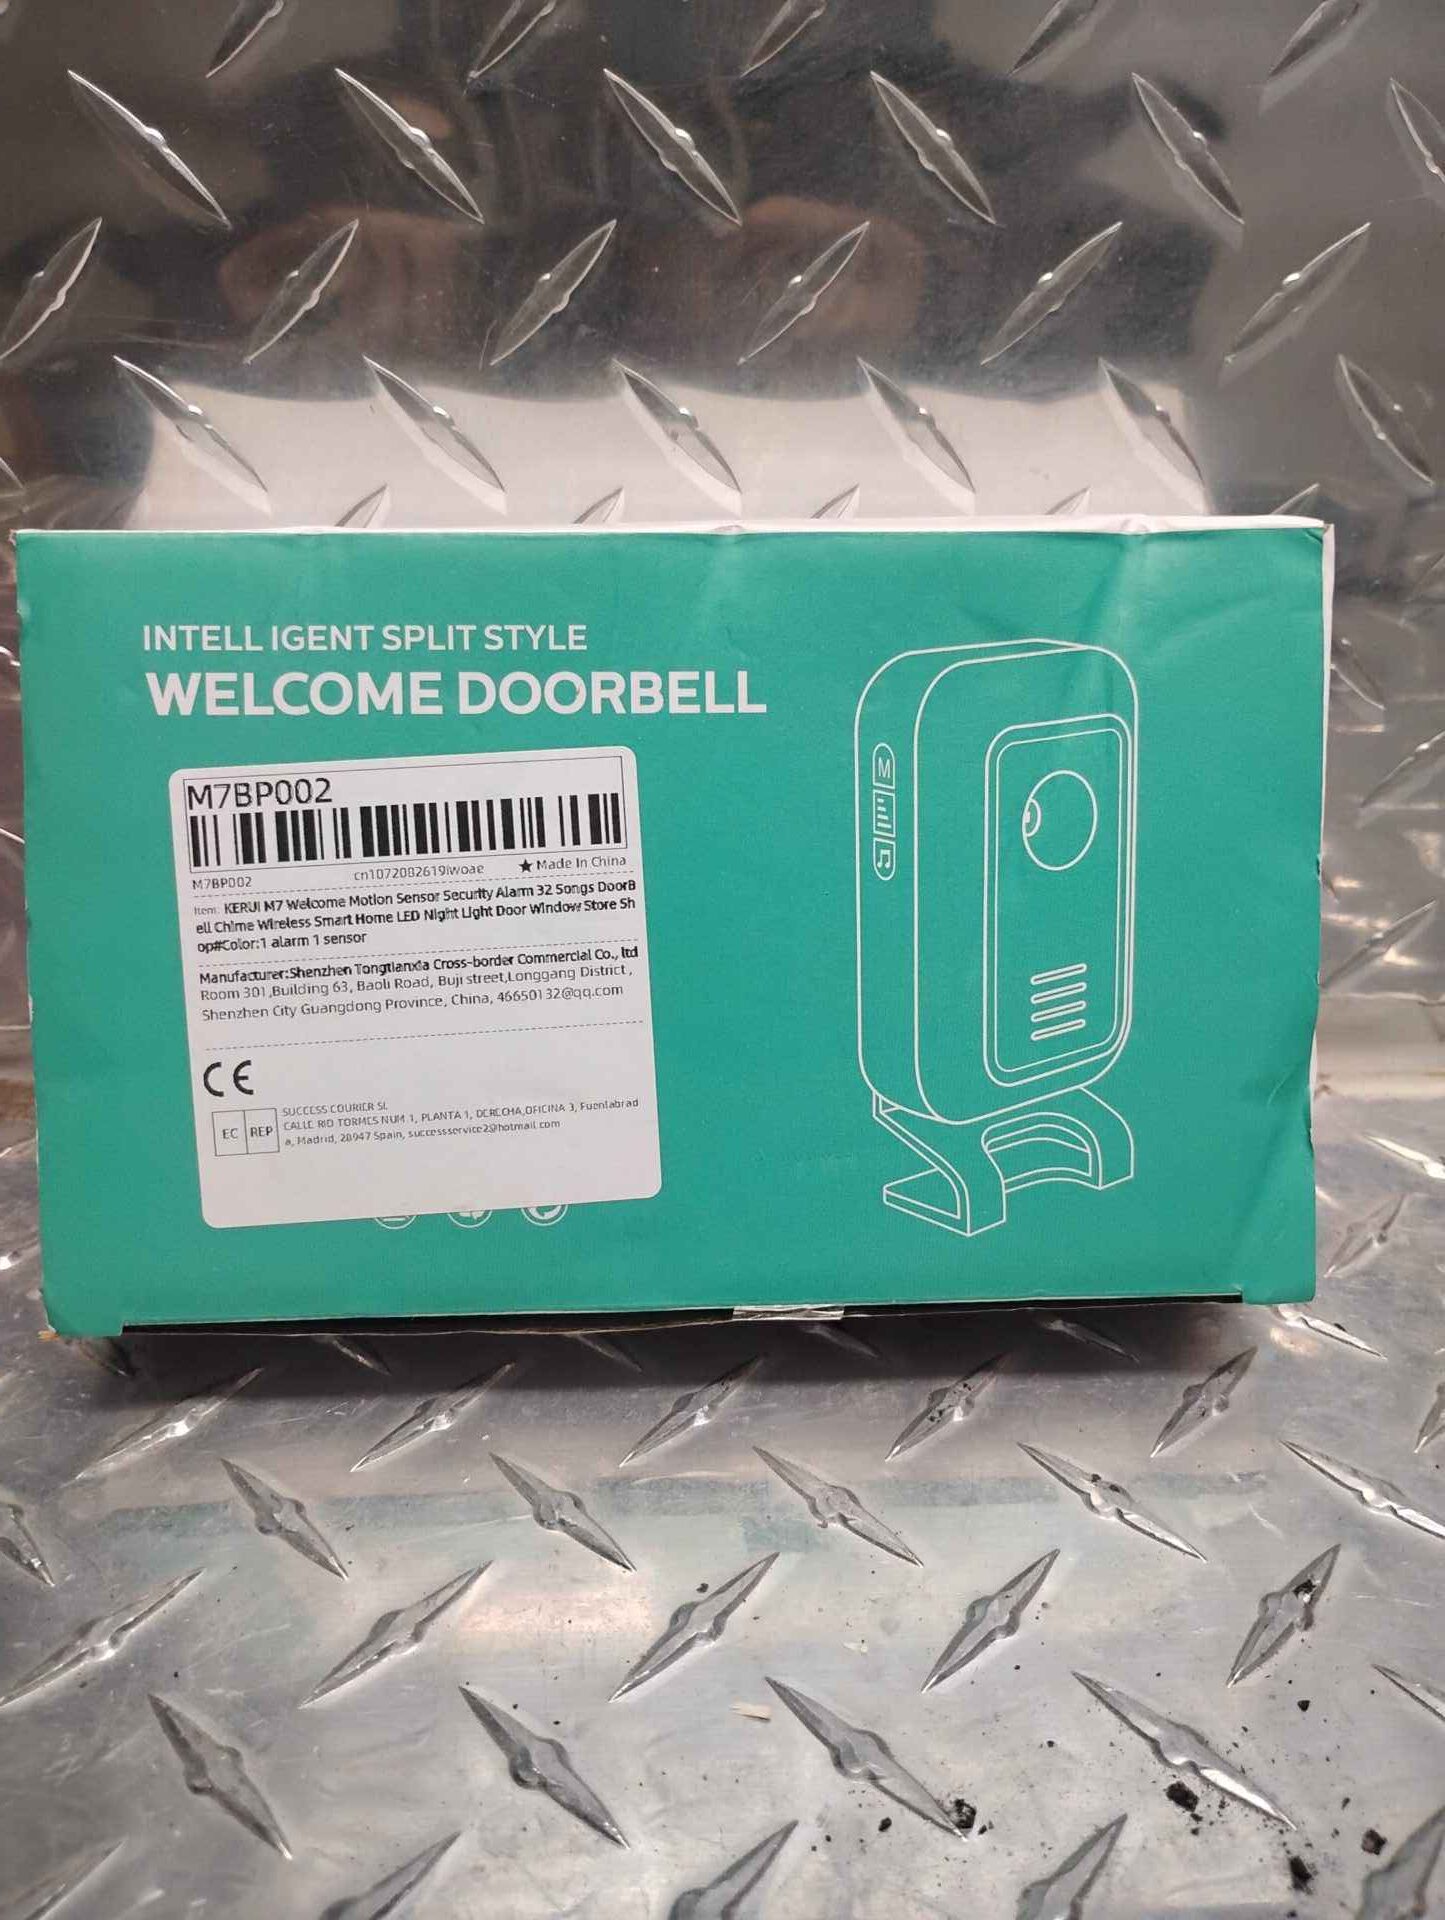 INTELL IGENT SPLIT STYLE
WELCOME DOORBELL
M7BP002
M7BP002 cn1072082619iwoae ★ Made In China
Item: KERUI M7 Welcome Motion Sensor Security Alarm 32 Songs DoorB
ell Chime Wireless Smart Home LED Night Light Door Window Store Sh
op#Color:1 alarm 1 sensor
Manufacturer:Shenzhen Tongtianxia Cross-border Commercial Co., ltd
Room 301 ,Building 63, Baoli Road, Buji street,Longgang District ,
Shenzhen City Guangdong Province, China, 46650132@qq.com
CE
EC REP
SUCCESS COURIER SL
CALLE RIO TORMES NUM 1, PLANTA 1, DERECHA,OFICINA 3, Fuenlabrad
a, Madrid, 28947 Spain, successservice2@hotmail com
M